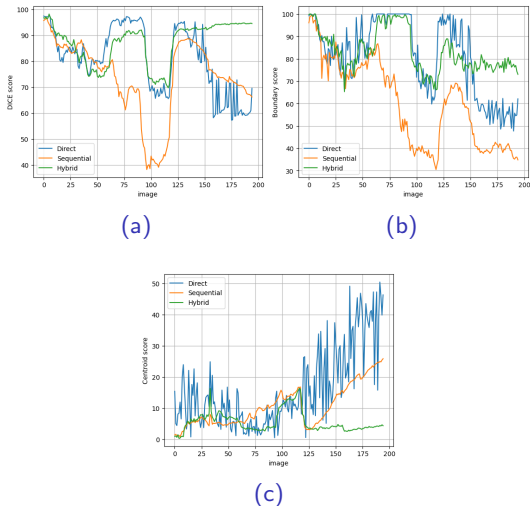 100
90
80
70
60
50
40
DICE score
Direct
Sequential
Hybrid
0 25 50 75 100 125 150 175 200
image
(a)
100
90
80
70
60
50
40
30
Boundary score
Direct
Sequential
Hybrid
0 25 50 75 100 125 150 175 200
image
(b)
50
40
30
20
10
0
Centroid score
Direct
Sequential
Hybrid
0 25 50 75 100 125 150 175 200
image
(c)